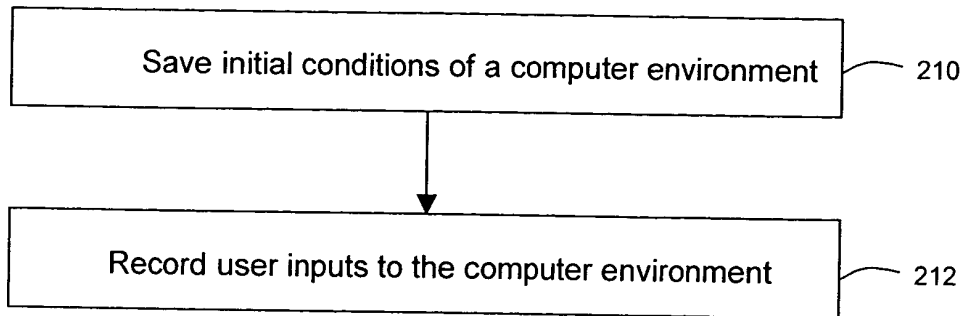 Save initial conditions of a computer environment
210
Record user inputs to the computer environment
212